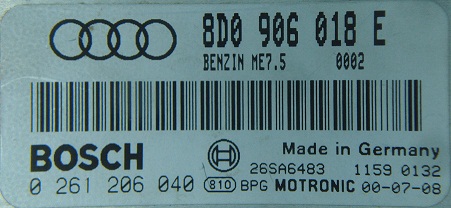 8D0 906 018 E
BENZIN ME7.5 0002
BOSCH Made in Germany
26SA6483 1159 0132
0 261 206 040 810 BPG MOTRONIC 00-07-08